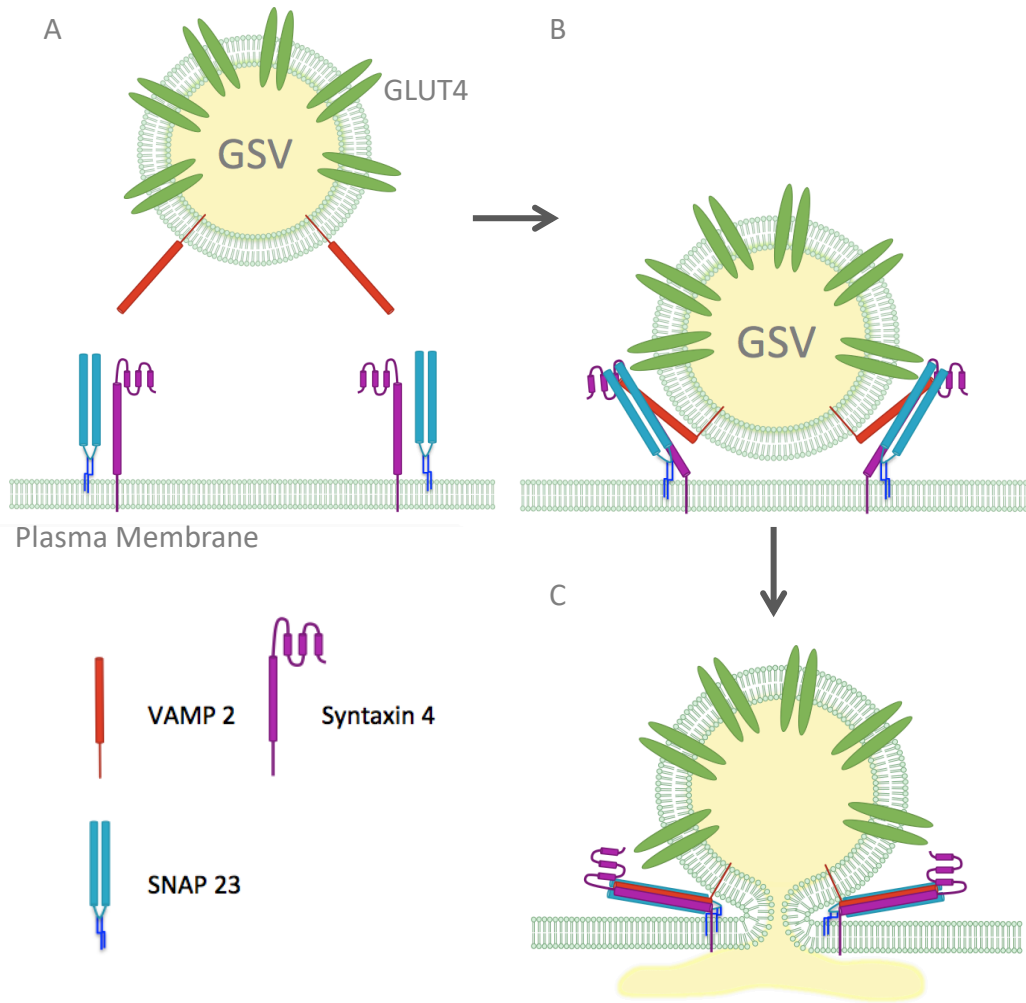 A
B
GLUT4
GSV
GSV
Plasma Membrane
C
VAMP 2
Syntaxin 4
SNAP 23